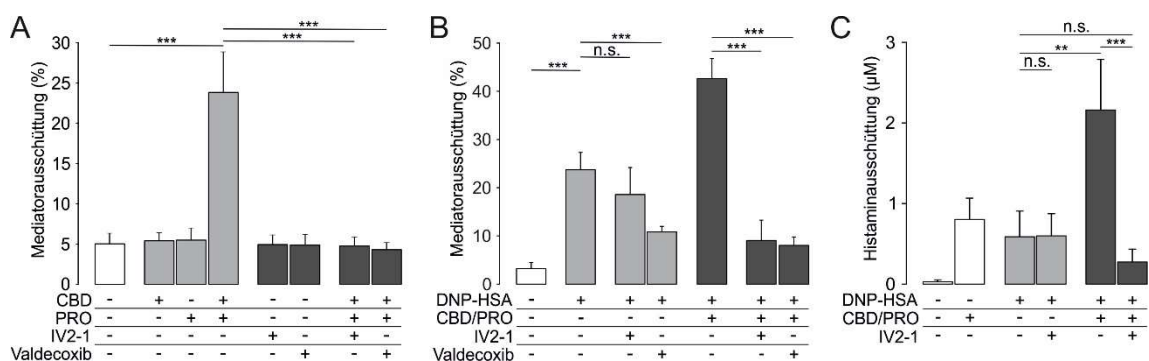 A
B
C
Mediatorausschüttung (%)
30
25
20
15
10
5
0
***
***
***
CBD - + - + - - + +
PRO - - + + - - + +
IV2-1 - - - - + - + -
Valdecoxib - - - - - + - +
Mediatorausschüttung (%)
50
40
30
20
10
0
***
n.s.
***
***
***
DNP-HSA - + + + + + +
CBD/PRO - - - - + + +
IV2-1 - - + - - + -
Valdecoxib - - - + - - +
Histaminausschüttung (µM)
3
2
1
0
n.s.
** ***
n.s.
DNP-HSA - - + + + +
CBD/PRO - + - - + +
IV2-1 - - - + - +